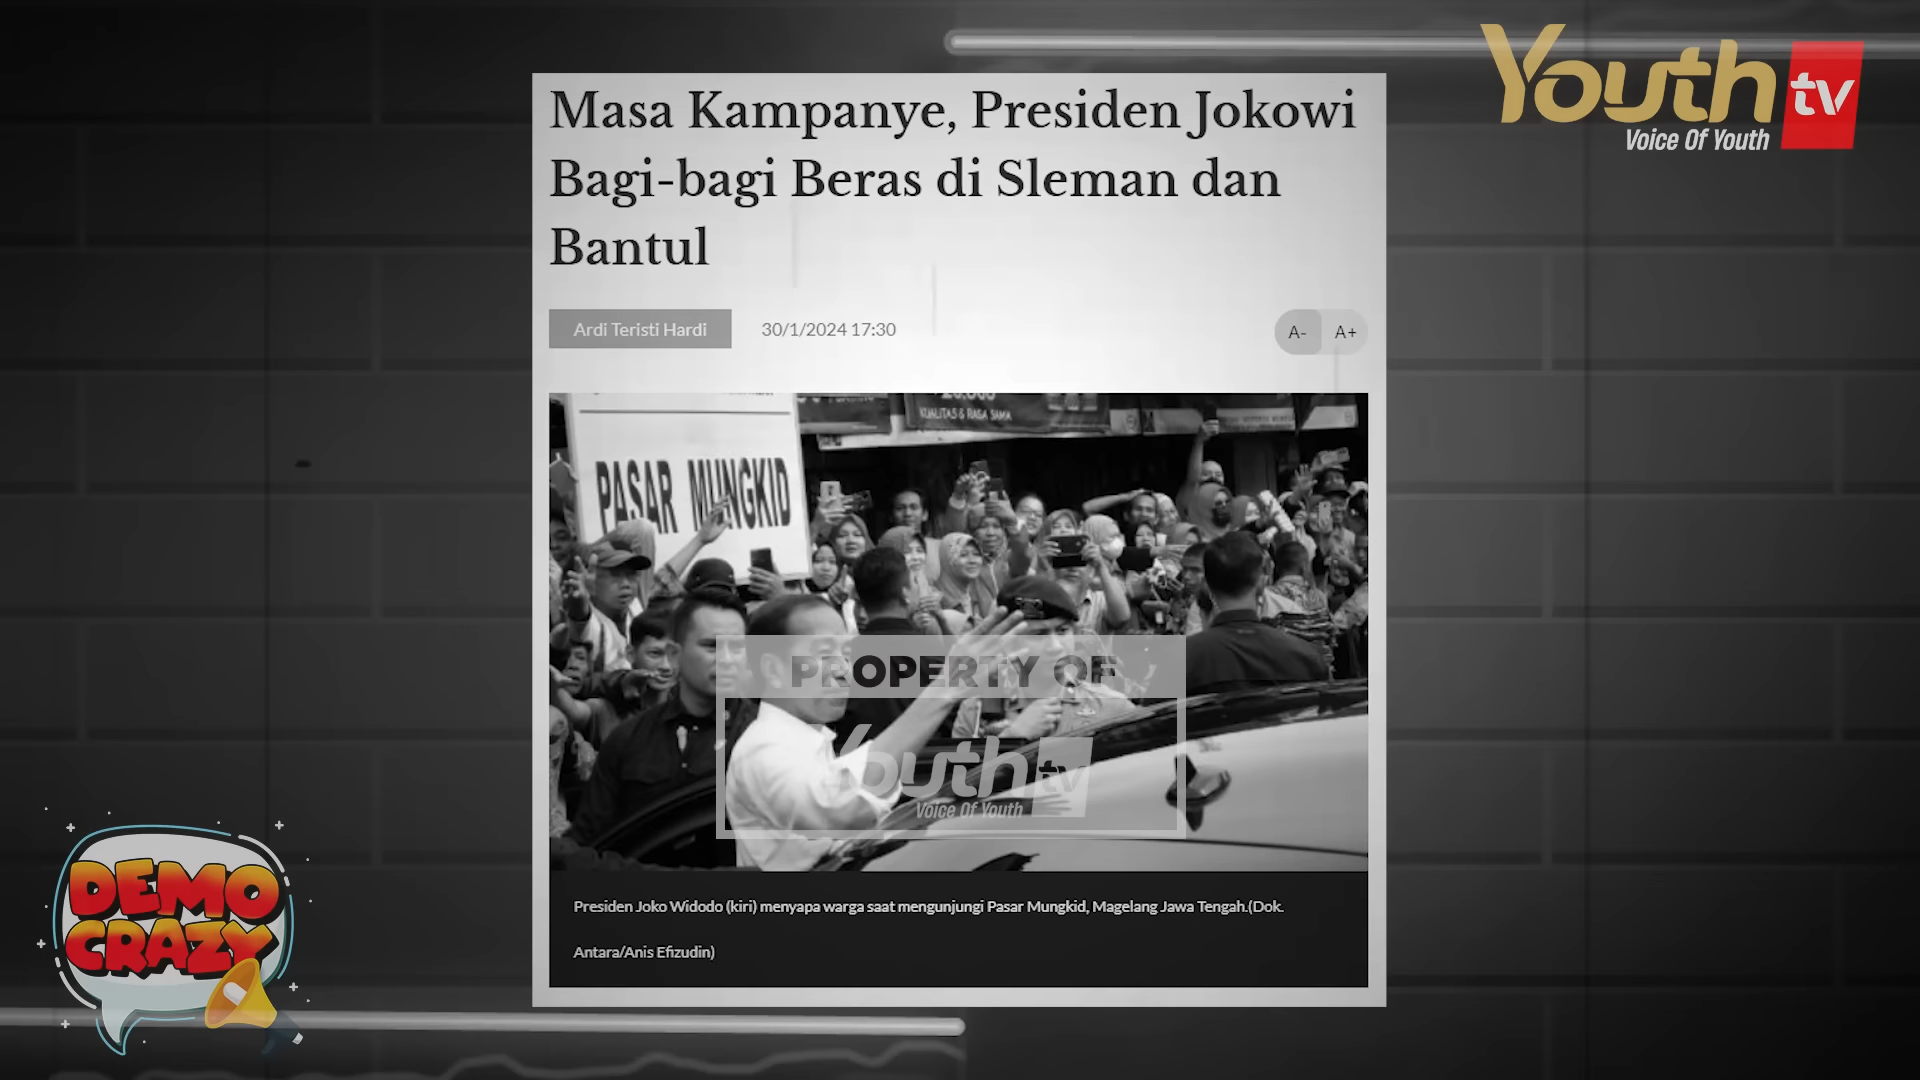 Youth tv
Voice Of Youth
Masa Kampanye, Presiden Jokowi
Bagi-bagi Beras di Sleman dan
Bantul
Ardi Teristi Hardi 30/1/2024 17:30 A- A+
KUALITAS & RASA SAMA
PASAR MUNGKID
PROPERTY OF
Youth tv
Voice Of Youth
Presiden Joko Widodo (kiri) menyapa warga saat mengunjungi Pasar Mungkid, Magelang Jawa Tengah.(Dok.
Antara/Anis Efizudin)
DEMO
CRAZY